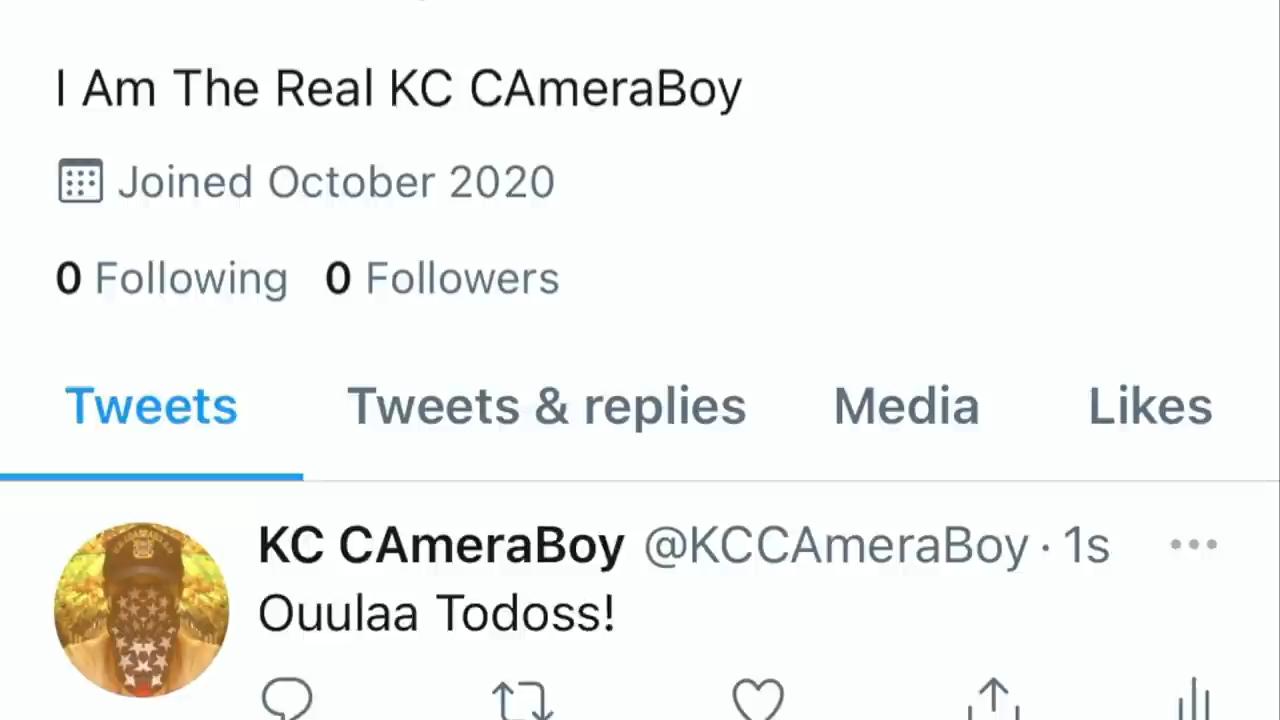 I Am The Real KC CAmeraBoy
Joined October 2020
0 Following 0 Followers
Tweets Tweets & replies Media Likes
KC CAmeraBoy @KCCAmeraBoy · 1s
Ouulaa Todoss!